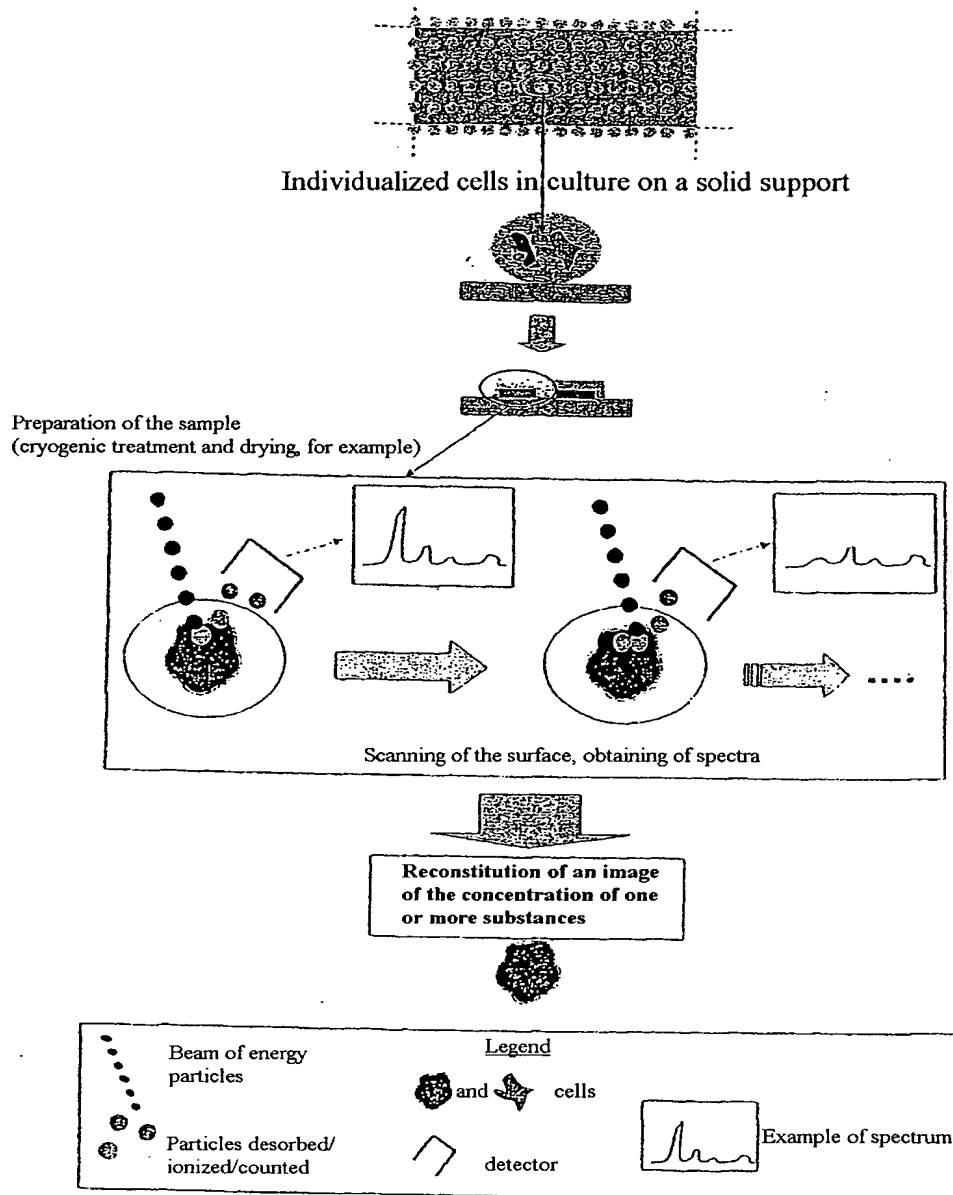 Individualized cells in culture on a solid support
Preparation of the sample
(cryogenic treatment and drying, for example)
Scanning of the surface, obtaining of spectra
Reconstitution of an image
of the concentration of one
or more substances
Legend
Beam of energy
particles
and cells
Particles desorbed/
ionized/counted
detector
Example of spectrum